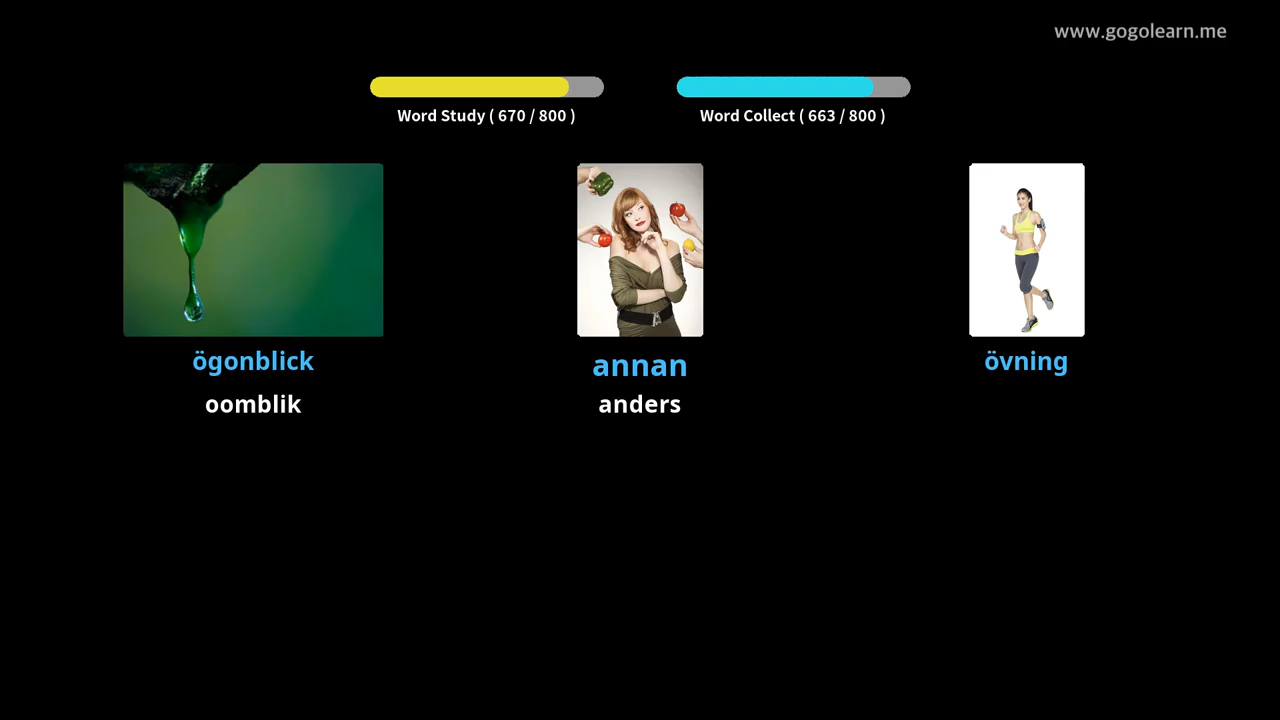 www.gogolearn.me
Word Study ( 670 / 800 )
Word Collect ( 663 / 800 )
ögonblick
annan
övning
oomblik
anders